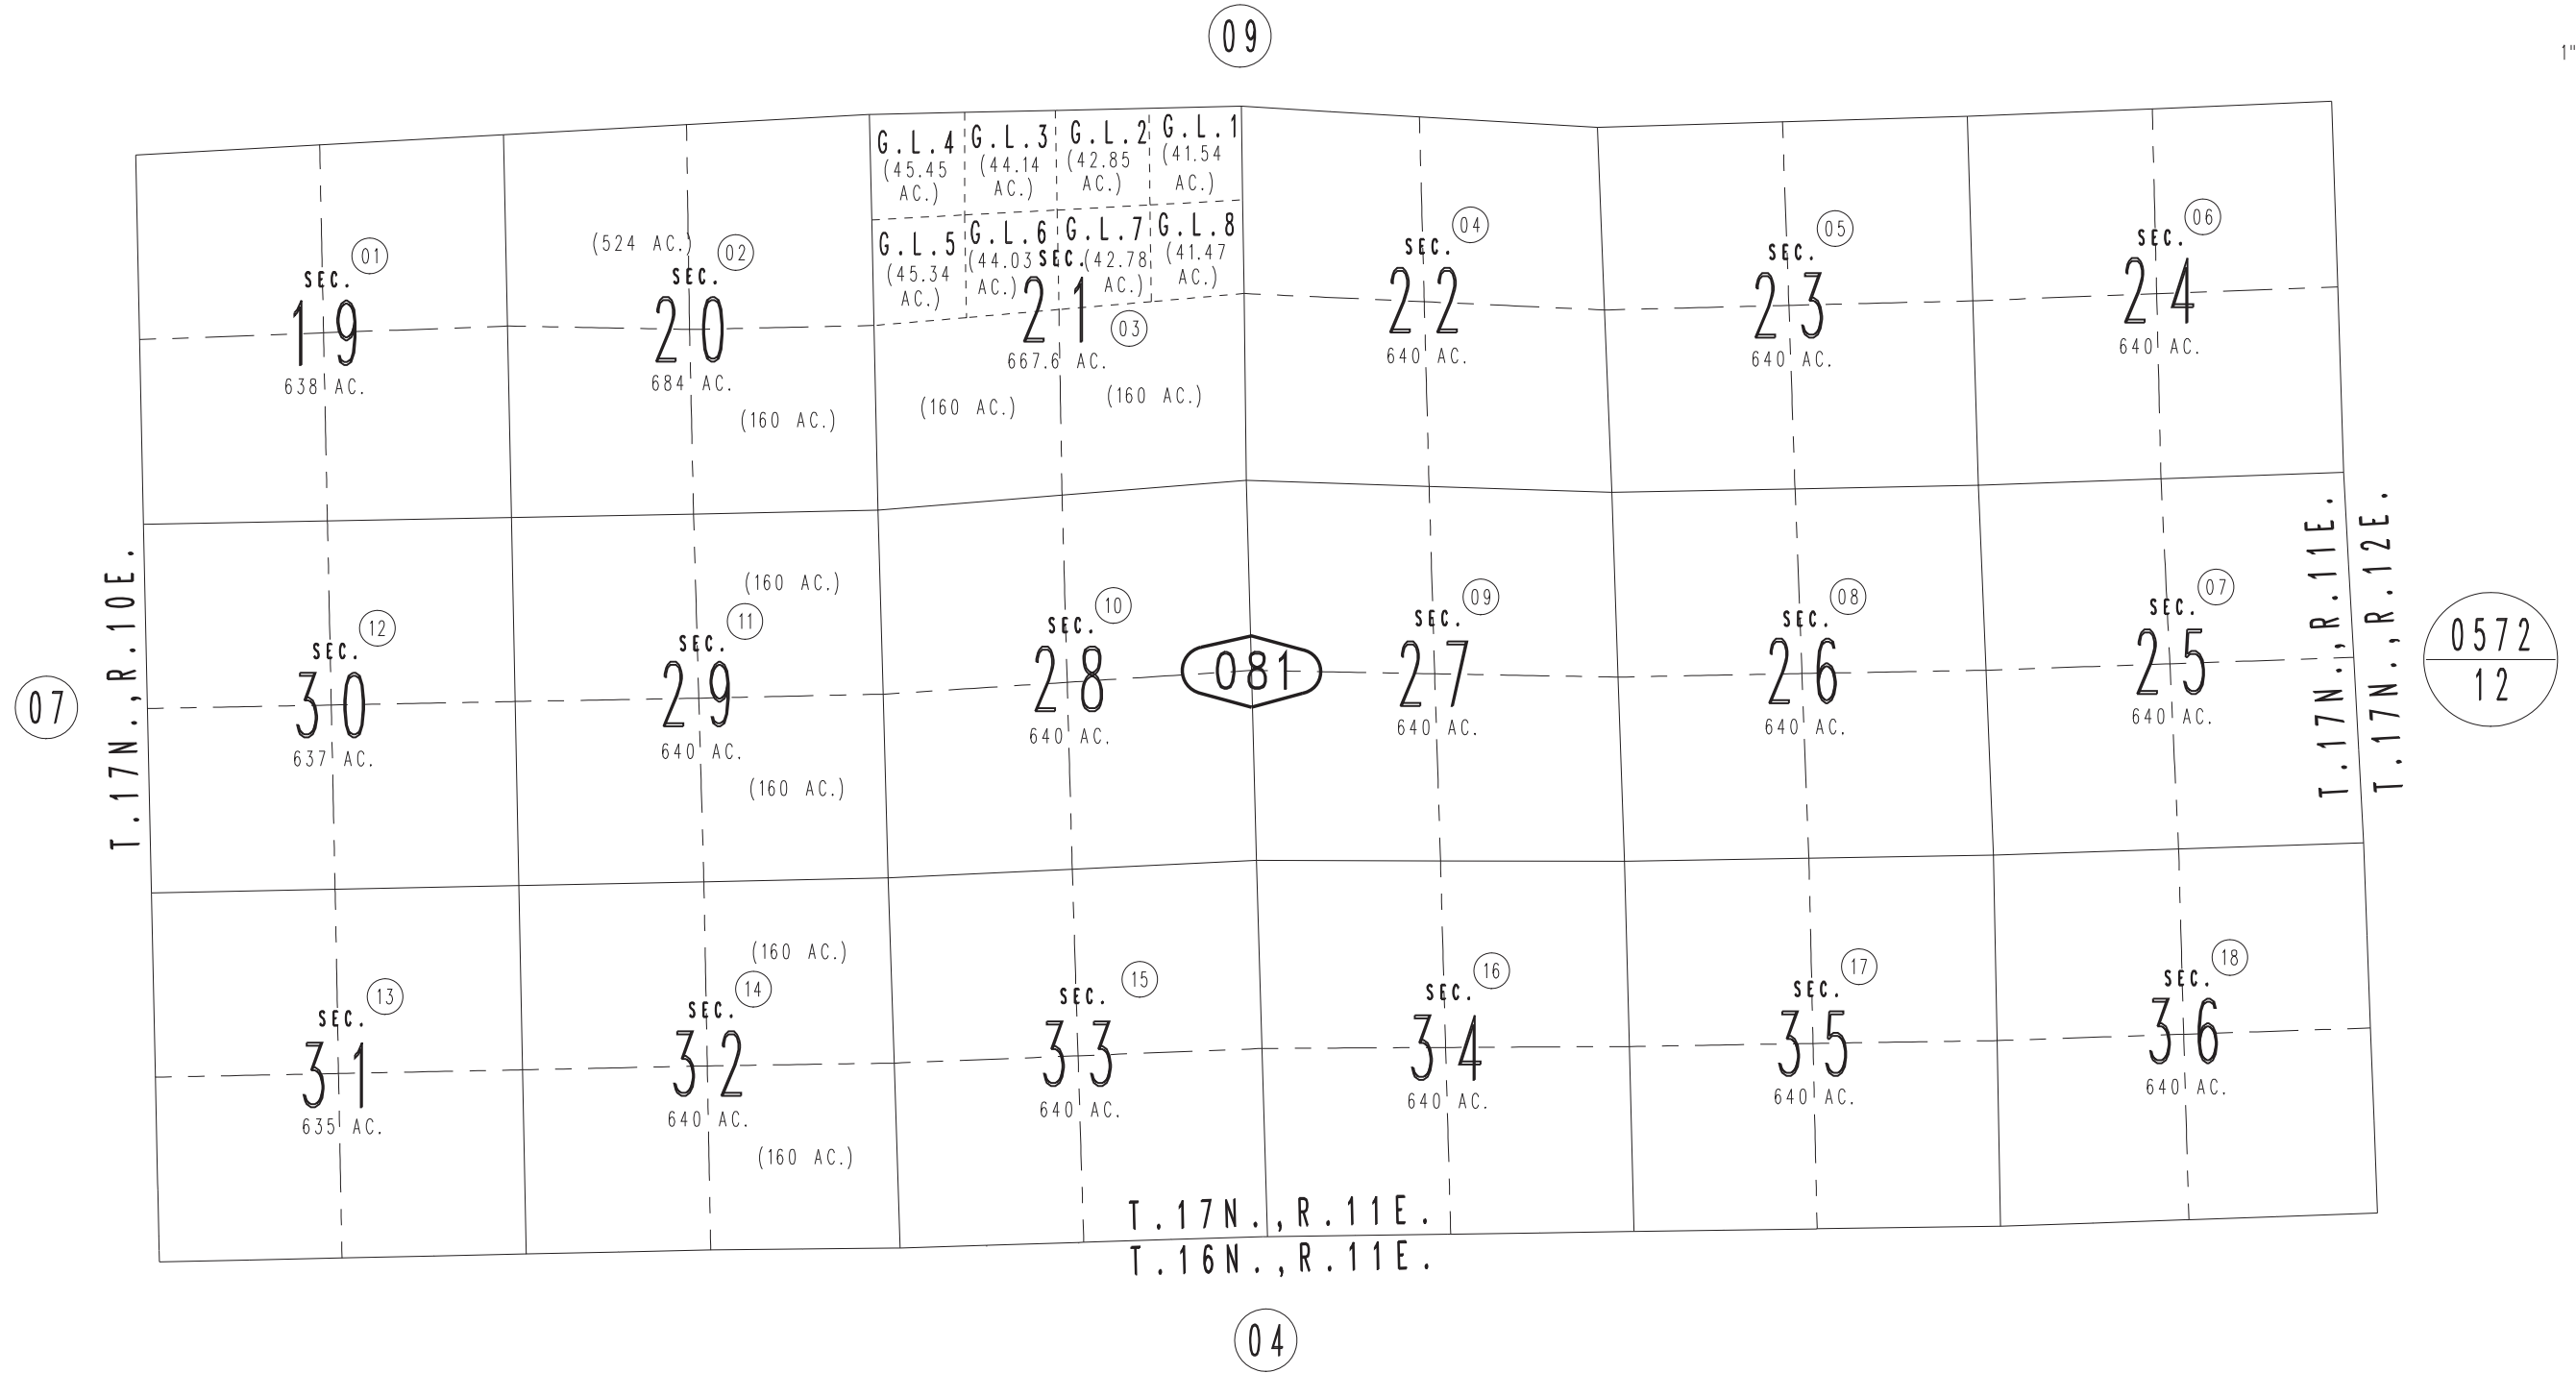 09
1"
G.L.4
(45.45
AC.)
G.L.3
(44.14
AC.)
G.L.2
(42.85
AC.)
G.L.1
(41.54
AC.)
G.L.5
(45.34
AC.)
G.L.6
(44.03
AC.)
G.L.7
(42.78
AC.)
G.L.8
(41.47
AC.)
01
SEC.
19
638 AC.
(524 AC.)
02
SEC.
20
684 AC.
(160 AC.)
SEC.
21
03
667.6 AC.
(160 AC.)
(160 AC.)
04
SEC.
22
640 AC.
05
SEC.
23
640 AC.
06
SEC.
24
640 AC.
T.17N.,R.10E.
07
12
SEC.
30
637 AC.
(160 AC.)
11
SEC.
29
640 AC.
(160 AC.)
10
SEC.
28
640 AC.
081
09
SEC.
27
640 AC.
08
SEC.
26
640 AC.
07
SEC.
25
640 AC.
T.17N.,R.11E.
T.17N.,R.12E.
0572
12
13
SEC.
31
635 AC.
(160 AC.)
14
SEC.
32
640 AC.
(160 AC.)
15
SEC.
33
640 AC.
16
SEC.
34
640 AC.
17
SEC.
35
640 AC.
18
SEC.
36
640 AC.
T.17N.,R.11E.
T.16N.,R.11E.
04